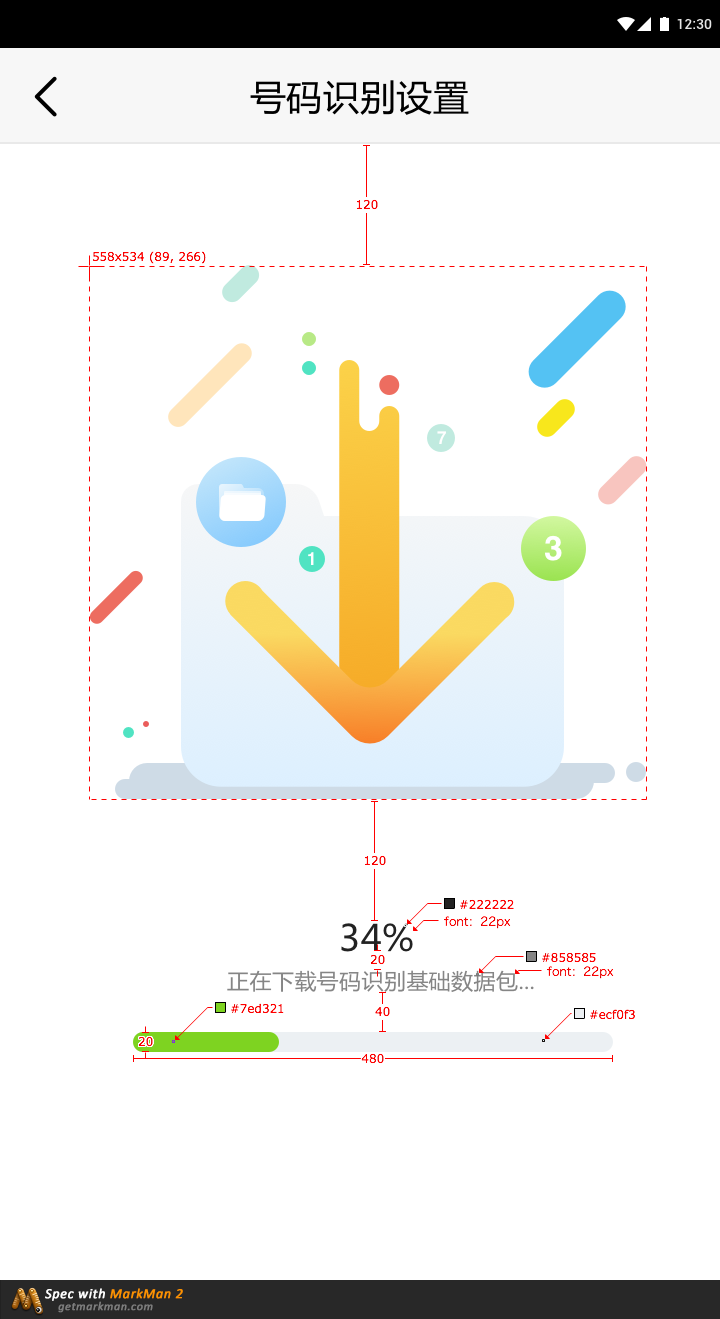 12:30
号码识别设置
120
558x534 (89, 266)
7
1
3
120
#222222
font: 22px
34%
20
#858585
font: 22px
正在下载号码识别基础数据包...
#7ed321
40
#ecf0f3
20
480
Spec with MarkMan 2
getmarkman.com